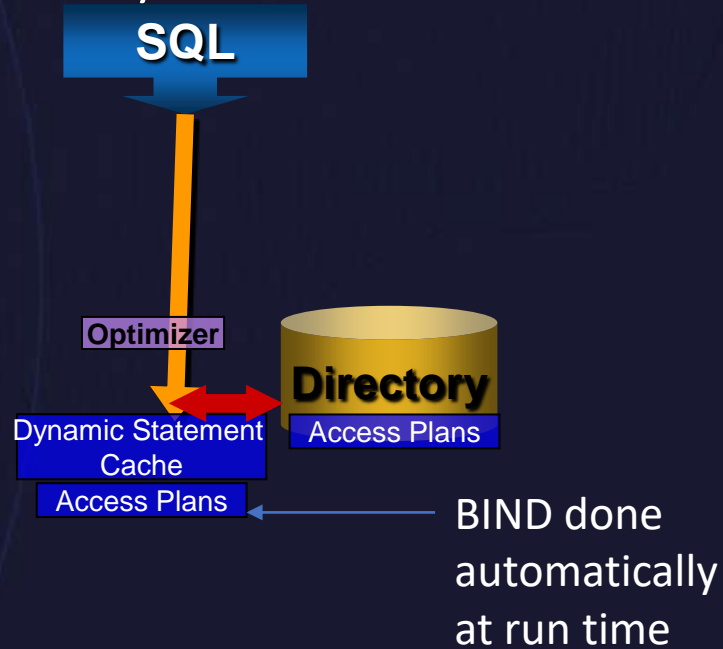 SQL
Optimizer
Directory
Access Plans
Dynamic Statement
Cache
Access Plans
BIND done
automatically
at run time